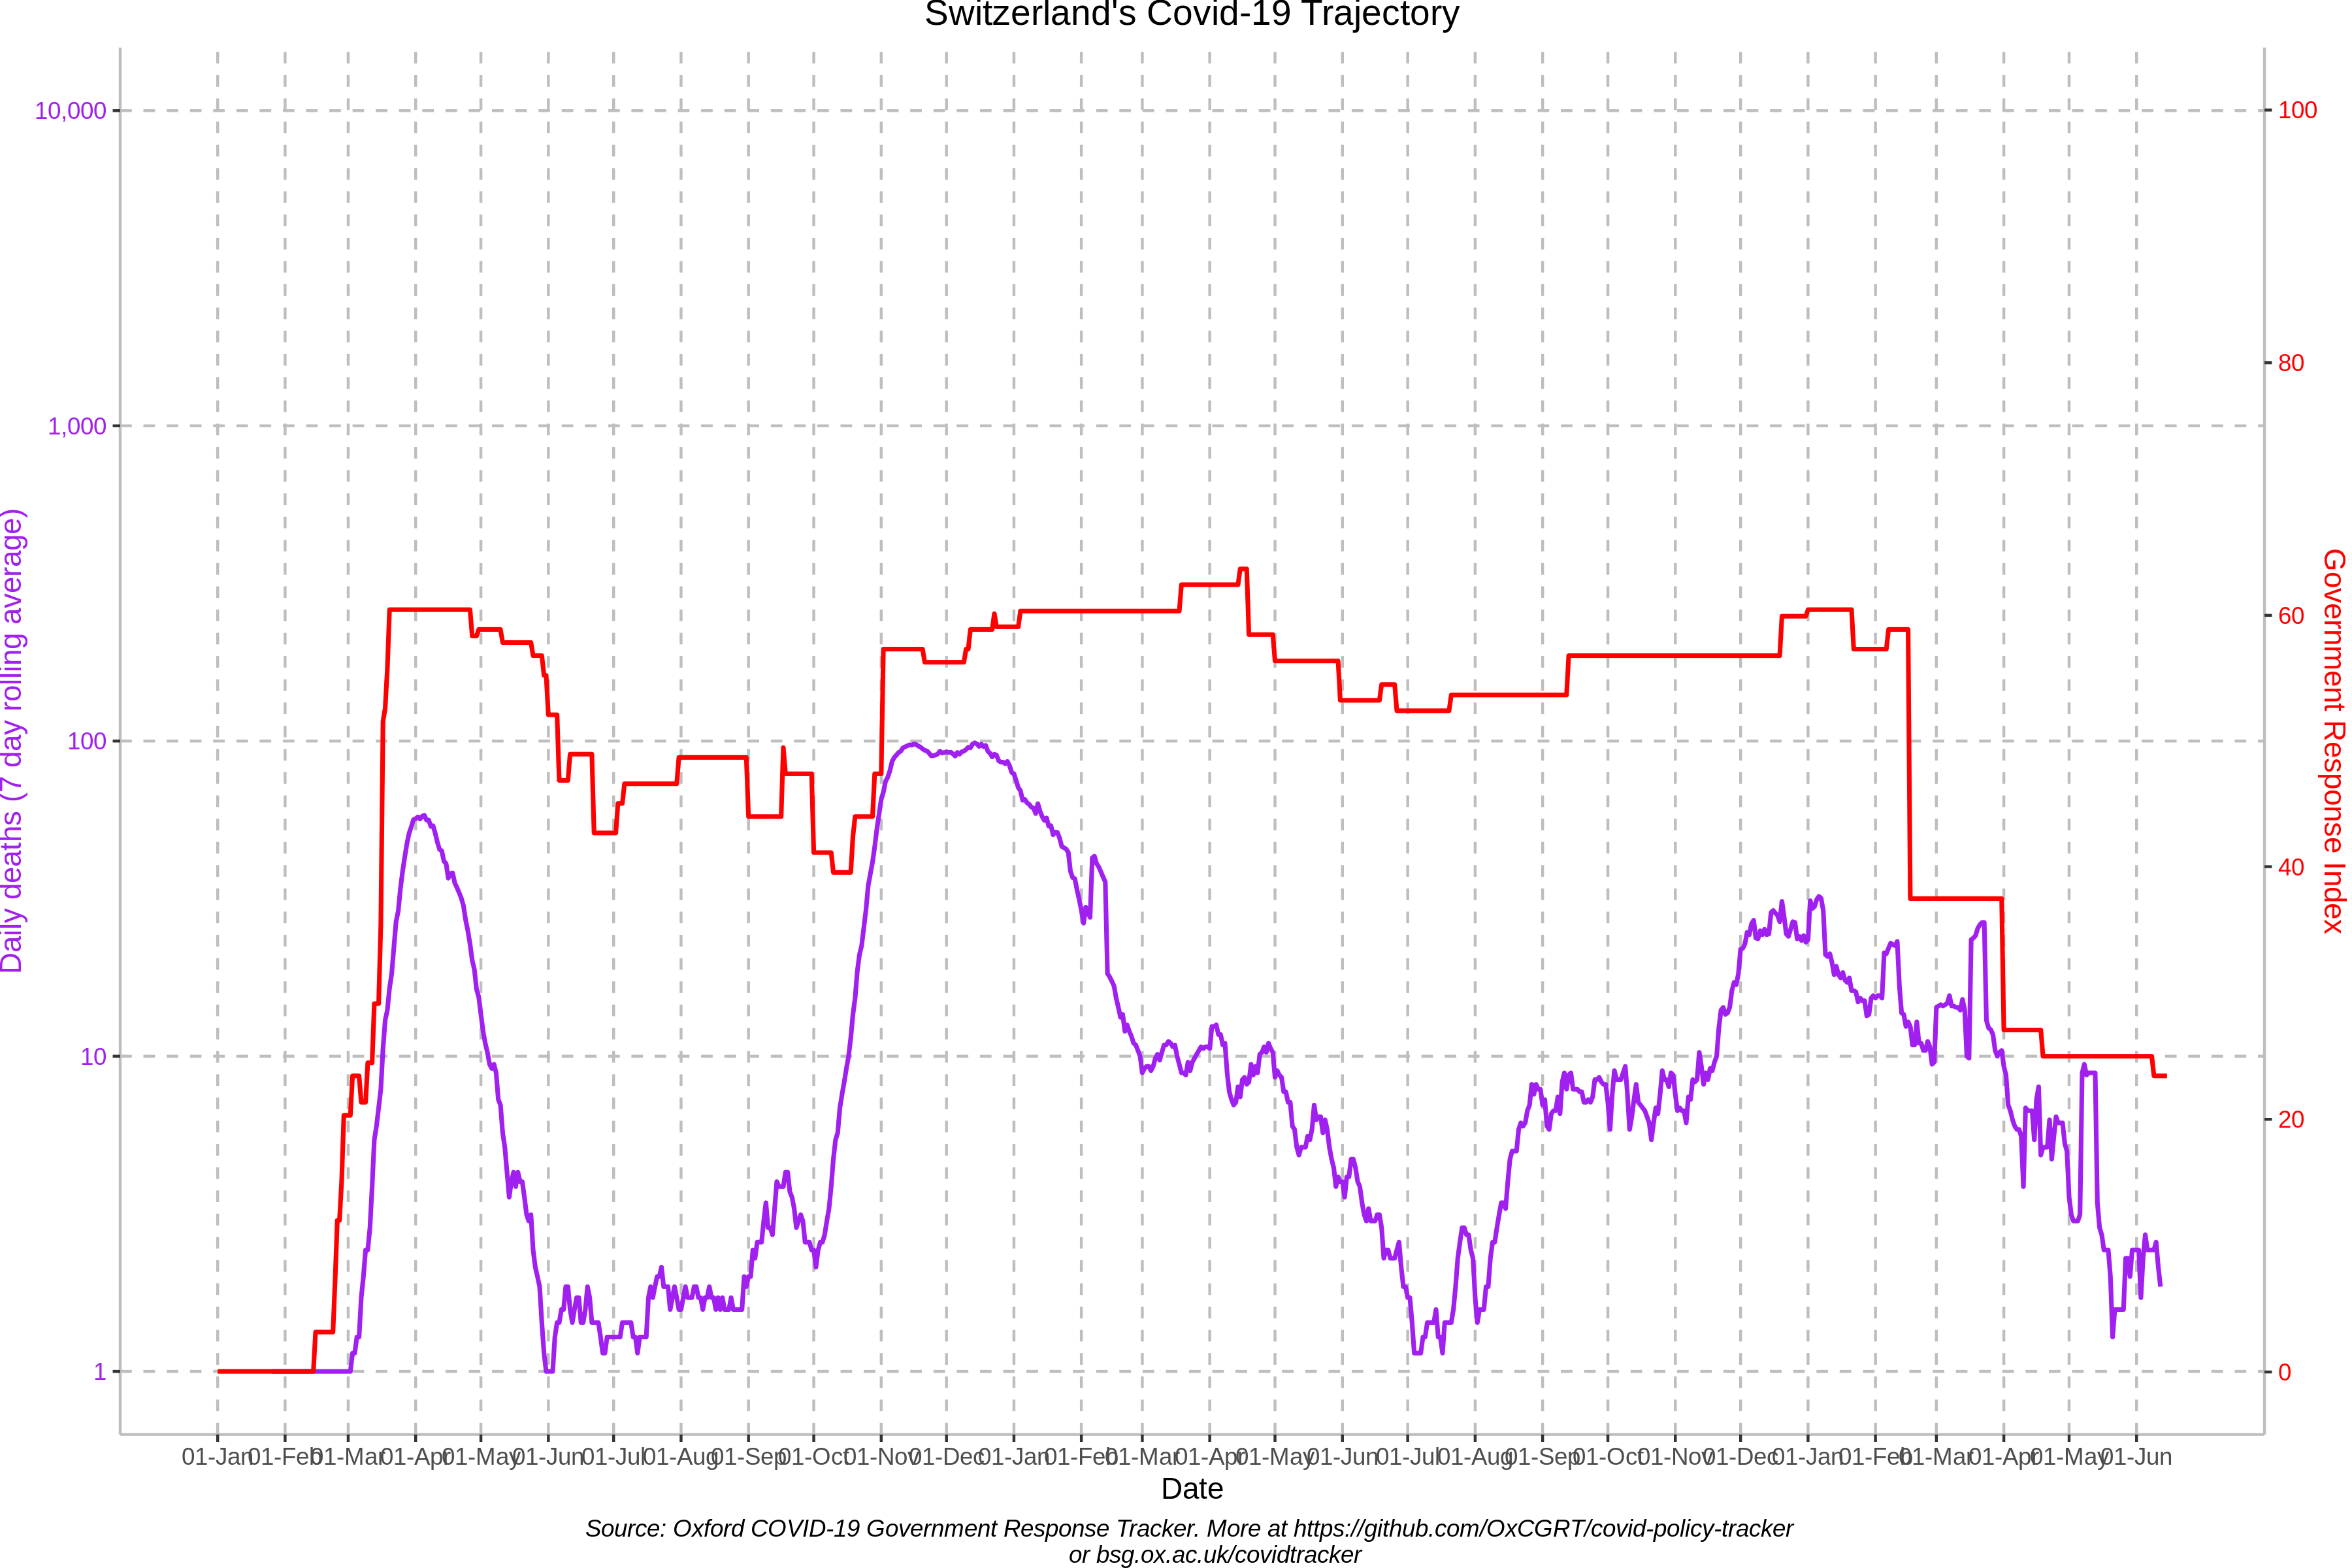 Switzerland's Covid-19 Trajectory
10,000
1,000
100
10
1
Daily deaths (7 day rolling average)
100
80
60
40
20
0
Government Response Index
01-Jan 01-Feb 01-Mar 01-Apr 01-May 01-Jun 01-Jul 01-Aug 01-Sep 01-Oct 01-Nov 01-Dec 01-Jan 01-Feb 01-Mar 01-Apr 01-May 01-Jun 01-Jul 01-Aug 01-Sep 01-Oct 01-Nov 01-Dec 01-Jan 01-Feb 01-Mar 01-Apr 01-May 01-Jun
Date
Source: Oxford COVID-19 Government Response Tracker. More at https://github.com/OxCGRT/covid-policy-tracker
or bsg.ox.ac.uk/covidtracker